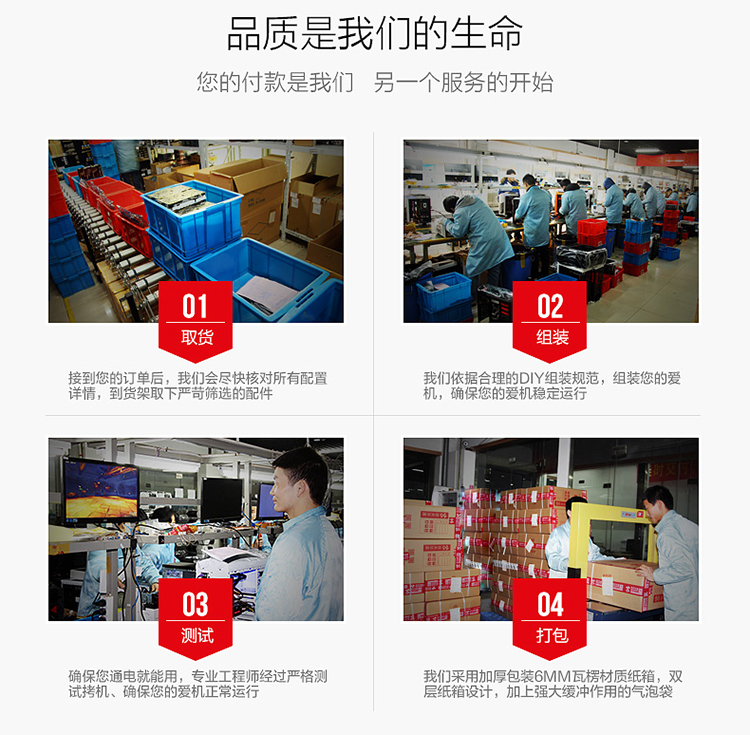 品质是我们的生命
您的付款是我们 另一个服务的开始
01
取货
接到您的订单后，我们会尽快核对所有配置
详情，到货架取下严苛筛选的配件
02
组装
我们依据合理的DIY组装规范，组装您的爱
机，确保您的爱机稳定运行
03
测试
确保您通电就能用，专业工程师经过严格测
试拷机、确保您的爱机正常运行
04
打包
我们采用加厚包装6MM瓦楞材质纸箱，双
层纸箱设计，加上强大缓冲作用的气泡袋